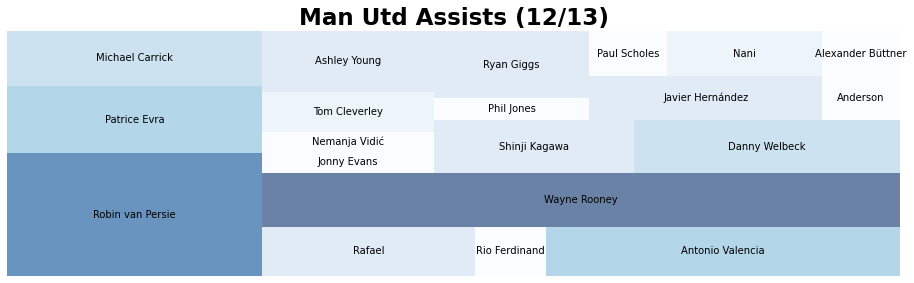 Man Utd Assists (12/13)
Michael Carrick
Patrice Evra
Robin van Persie
Ashley Young
Tom Cleverley
Nemanja Vidić
Jonny Evans
Ryan Giggs
Phil Jones
Paul Scholes
Nani
Alexander Büttner
Javier Hernández
Anderson
Shinji Kagawa
Danny Welbeck
Wayne Rooney
Rafael
Rio Ferdinand
Antonio Valencia